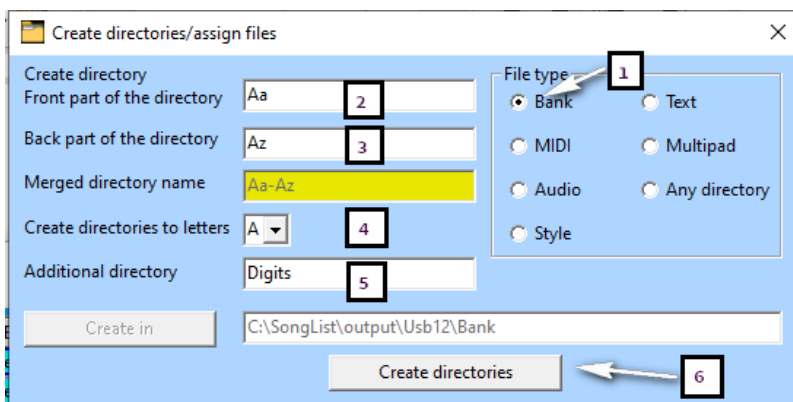 Create directories/assign files
Create directory
Front part of the directory Aa 2
Back part of the directory Az 3
Merged directory name Aa-Az
Create directories to letters A 4
Additional directory Digits 5
File type 1
Bank Text
MIDI Multipad
Audio Any directory
Style
Create in C:\SongList\output\Usb12\Bank
Create directories 6